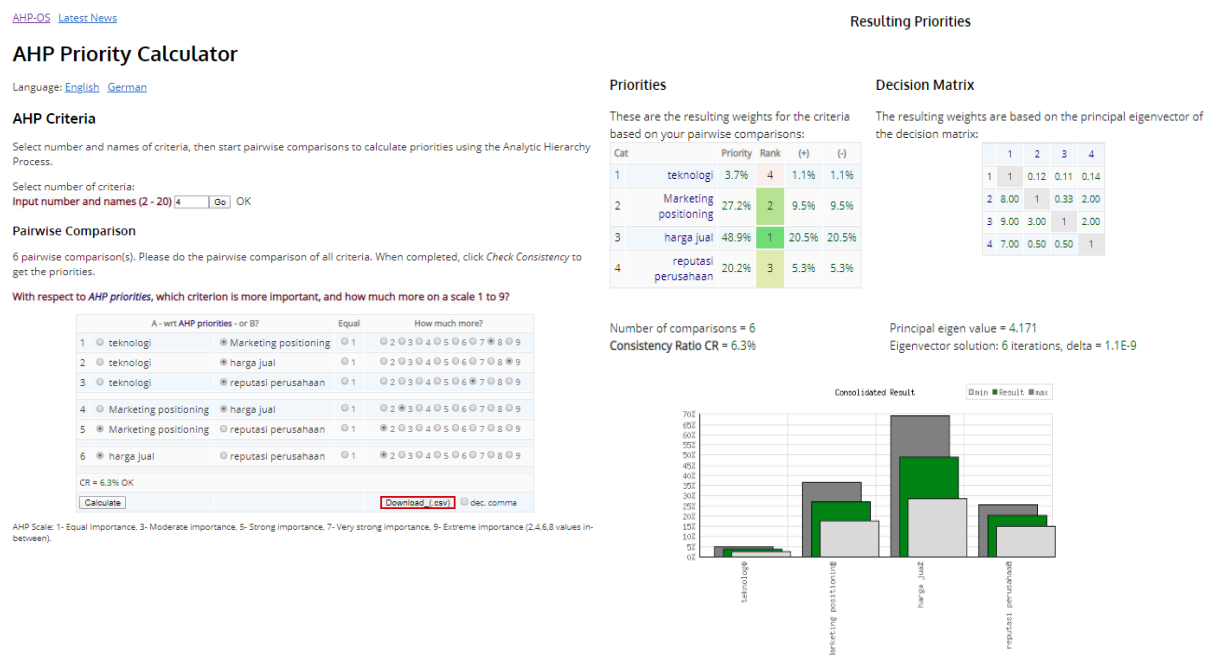 AHP-OS Latest News
AHP Priority Calculator
Language: English German
AHP Criteria
Select number and names of criteria, then start pairwise comparisons to calculate priorities using the Analytic Hierarchy
Process.
Select number of criteria:
Input number and names (2 - 20) 4 Go OK
Pairwise Comparison
6 pairwise comparison(s). Please do the pairwise comparison of all criteria. When completed, click Check Consistency to
get the priorities.
With respect to AHP priorities, which criterion is more important, and how much more on a scale 1 to 9?
A - wrt AHP priorities - or B? Equal How much more?
1 teknologi Marketing positioning 1 2 3 4 5 6 7 8 9
2 teknologi harga jual 1 2 3 4 5 6 7 8 9
3 teknologi reputasi perusahaan 1 2 3 4 5 6 7 8 9
4 Marketing positioning harga jual 1 2 3 4 5 6 7 8 9
5 Marketing positioning reputasi perusahaan 1 2 3 4 5 6 7 8 9
6 harga jual reputasi perusahaan 1 2 3 4 5 6 7 8 9
CR = 6.3% OK
Calculate Download_(.csv) dec. comma
AHP Scale: 1- Equal Importance, 3- Moderate importance, 5- Strong importance, 7- Very strong importance, 9- Extreme importance (2,4,6,8 values in-
between).
Resulting Priorities
Priorities
These are the resulting weights for the criteria
based on your pairwise comparisons:
Cat Priority Rank (+) (-)
1 teknologi 3.7% 4 1.1% 1.1%
2 Marketing positioning 27.2% 2 9.5% 9.5%
3 harga jual 48.9% 1 20.5% 20.5%
4 reputasi perusahaan 20.2% 3 5.3% 5.3%
Number of comparisons = 6
Consistency Ratio CR = 6.3%
Decision Matrix
The resulting weights are based on the principal eigenvector of
the decision matrix:
1 2 3 4
1 1 0.12 0.11 0.14
2 8.00 1 0.33 2.00
3 9.00 3.00 1 2.00
4 7.00 0.50 0.50 1
Principal eigen value = 4.171
Eigenvector solution: 6 iterations, delta = 1.1E-9
Consolidated Result
min Result max
70%
65%
60%
55%
50%
45%
40%
35%
30%
25%
20%
15%
10%
5%
0%